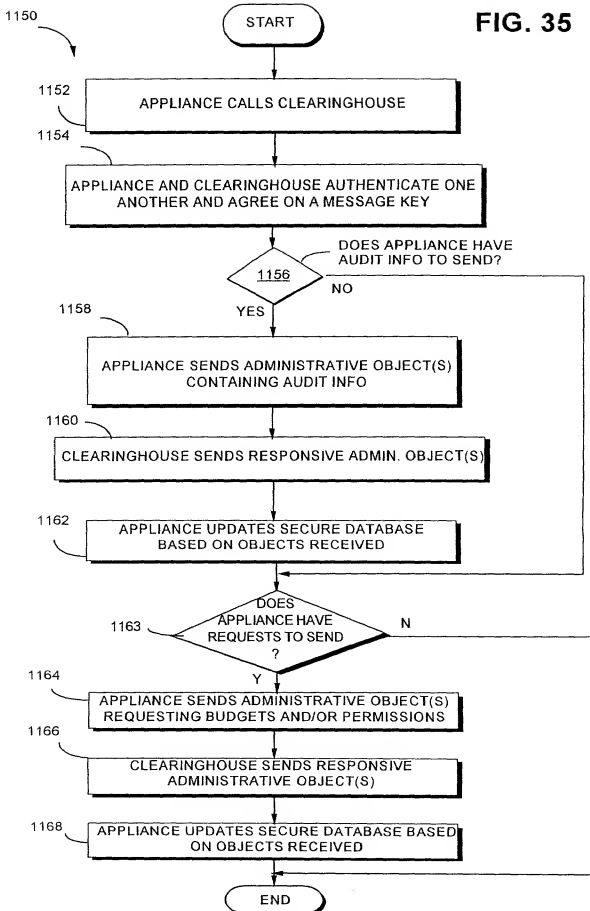 1150
START
FIG. 35
1152
APPLIANCE CALLS CLEARINGHOUSE
1154
APPLIANCE AND CLEARINGHOUSE AUTHENTICATE ONE
ANOTHER AND AGREE ON A MESSAGE KEY
1156
DOES APPLIANCE HAVE
AUDIT INFO TO SEND?
NO
YES
1158
APPLIANCE SENDS ADMINISTRATIVE OBJECT(S)
CONTAINING AUDIT INFO
1160
CLEARINGHOUSE SENDS RESPONSIVE ADMIN. OBJECT(S)
1162
APPLIANCE UPDATES SECURE DATABASE
BASED ON OBJECTS RECEIVED
1163
DOES
APPLIANCE HAVE
REQUESTS TO SEND
?
N
Y
1164
APPLIANCE SENDS ADMINISTRATIVE OBJECT(S)
REQUESTING BUDGETS AND/OR PERMISSIONS
1166
CLEARINGHOUSE SENDS RESPONSIVE
ADMINISTRATIVE OBJECT(S)
1168
APPLIANCE UPDATES SECURE DATABASE BASED
ON OBJECTS RECEIVED
END